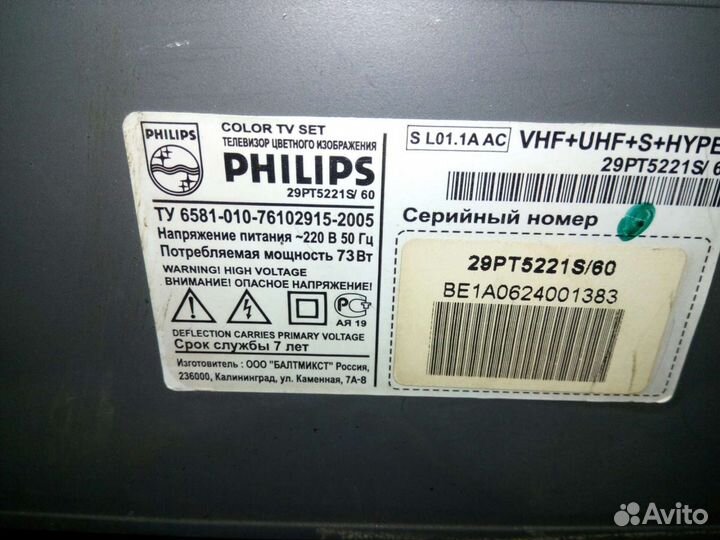 PHILIPS
COLOR TV SET
ТЕЛЕВИЗОР ЦВЕТНОГО ИЗОБРАЖЕНИЯ
PHILIPS
29PT5221S/ 60
ТУ 6581-010-76102915-2005
Напряжение питания ~220 В 50 Гц
Потребляемая мощность 73Вт
WARNING! HIGH VOLTAGE
ВНИМАНИЕ! ОПАСНОЕ НАПРЯЖЕНИЕ!
АЯ 19
DEFLECTION CARRIES PRIMARY VOLTAGE
Срок службы 7 лет
Изготовитель : ООО "БАЛТМИКСТ" Россия,
236000, Калининград, ул. Каменная, 7А-8
S L01.1A AC VHF+UHF+S+HYPE
29PT5221S/ 6
Серийный номер
29PT5221S/60
BE1A0624001383
Avito